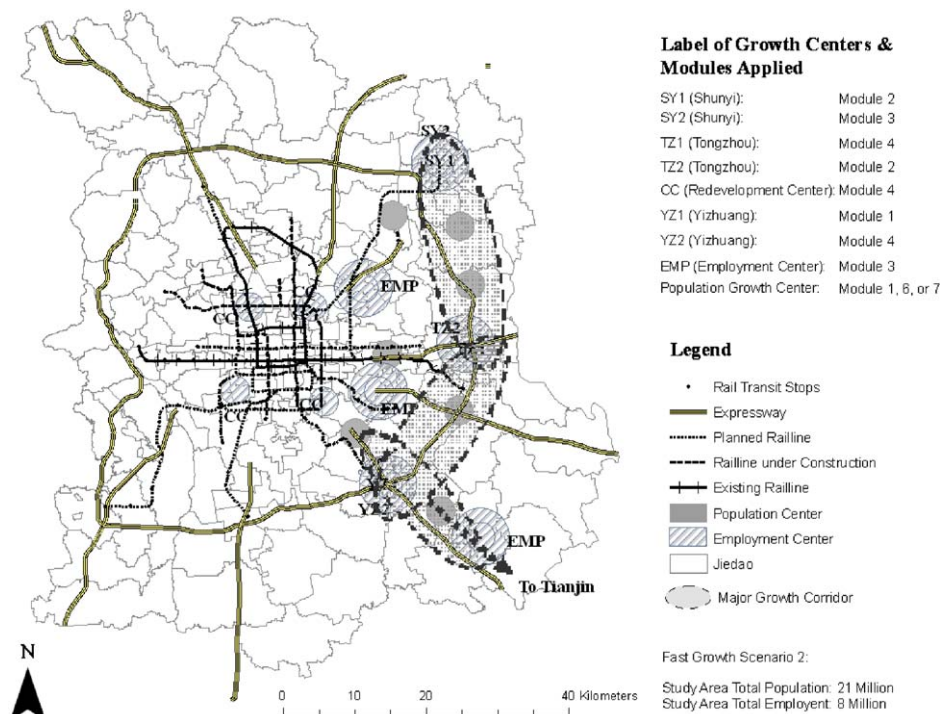 Label of Growth Centers &
Modules Applied
SY1 (Shunyi): Module 2
SY2 (Shunyi): Module 3
TZ1 (Tongzhou): Module 4
TZ2 (Tongzhou): Module 2
CC (Redevelopment Center): Module 4
YZ1 (Yizhuang): Module 1
YZ2 (Yizhuang): Module 4
EMP (Employment Center): Module 3
Population Growth Center: Module 1, 6, or 7
SY2
SY1
EMP
CC
TZ2
CC
CC
EMP
EMP
To Tianjin
Legend
Rail Transit Stops
Expressway
Planned Railline
Railline under Construction
Existing Railline
Population Center
Employment Center
Jiedao
Major Growth Corridor
Fast Growth Scenario 2:
Study Area Total Population: 21 Million
Study Area Total Employent: 8 Million
N
0 10 20 40 Kilometers